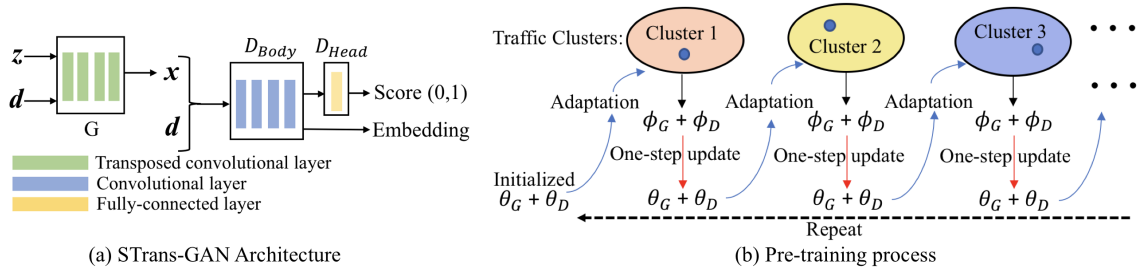 z
d
G
x
d
D_Body
D_Head
Score (0,1)
Embedding
Transposed convolutional layer
Convolutional layer
Fully-connected layer
(a) STrans-GAN Architecture
Traffic Clusters:
Cluster 1
Cluster 2
Cluster 3
• • •
• • •
Adaptation
Adaptation
Adaptation
ϕ_G + ϕ_D
ϕ_G + ϕ_D
ϕ_G + ϕ_D
One-step update
One-step update
One-step update
Initialized
θ_G + θ_D
θ_G + θ_D
θ_G + θ_D
θ_G + θ_D
Repeat
(b) Pre-training process